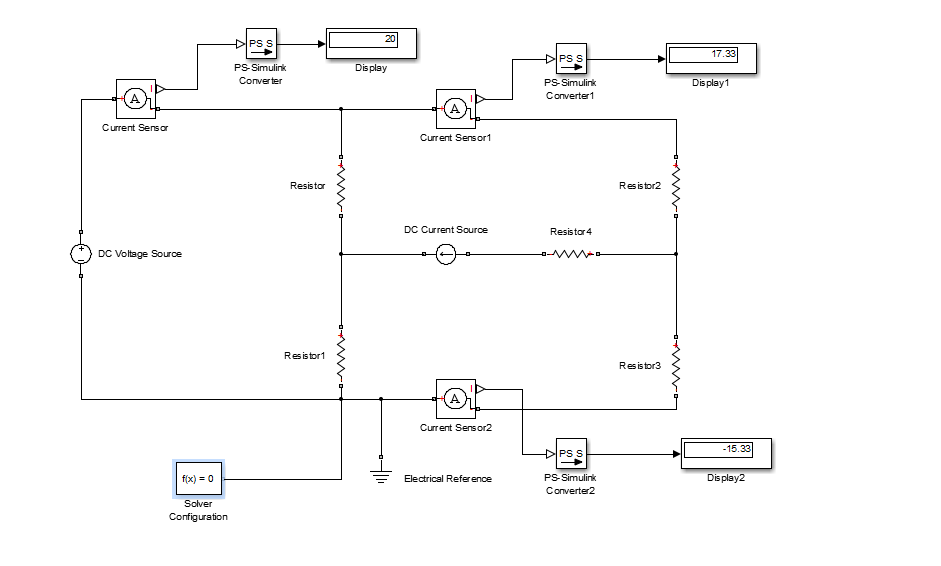 PS S
20
PS-Simulink
Converter
Display
I
A
Current Sensor
PS S
17.33
PS-Simulink
Converter1
Display1
I
A
Current Sensor1
Resistor
Resistor2
DC Current Source
Resistor4
DC Voltage Source
Resistor1
Resistor3
I
A
Current Sensor2
PS S
-15.33
PS-Simulink
Converter2
Display2
f(x) = 0
Electrical Reference
Solver
Configuration